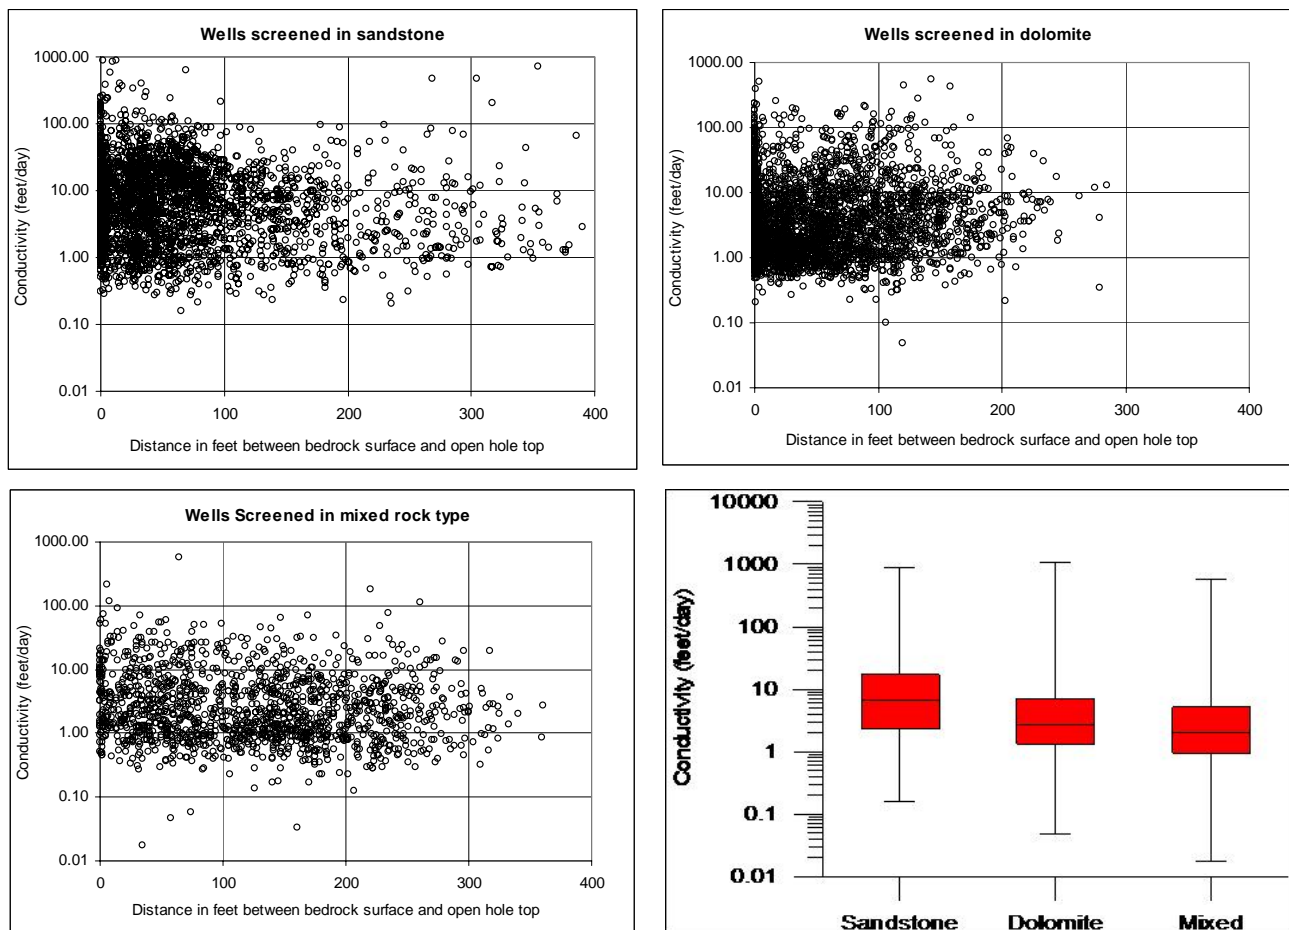 Wells screened in sandstone
1000.00
100.00
10.00
1.00
0.10
0.01
Conductivity (feet/day)
0 100 200 300 400
Distance in feet between bedrock surface and open hole top
Wells screened in dolomite
1000.00
100.00
10.00
1.00
0.10
0.01
Conductivity (feet/day)
0 100 200 300 400
Distance in feet between bedrock surface and open hole top
Wells Screened in mixed rock type
1000.00
100.00
10.00
1.00
0.10
0.01
Conductivity (feet/day)
0 100 200 300 400
Distance in feet between bedrock surface and open hole top
10000
1000
100
10
1
0.1
0.01
Conductivity (feet/day)
Sandstone Dolomite Mixed